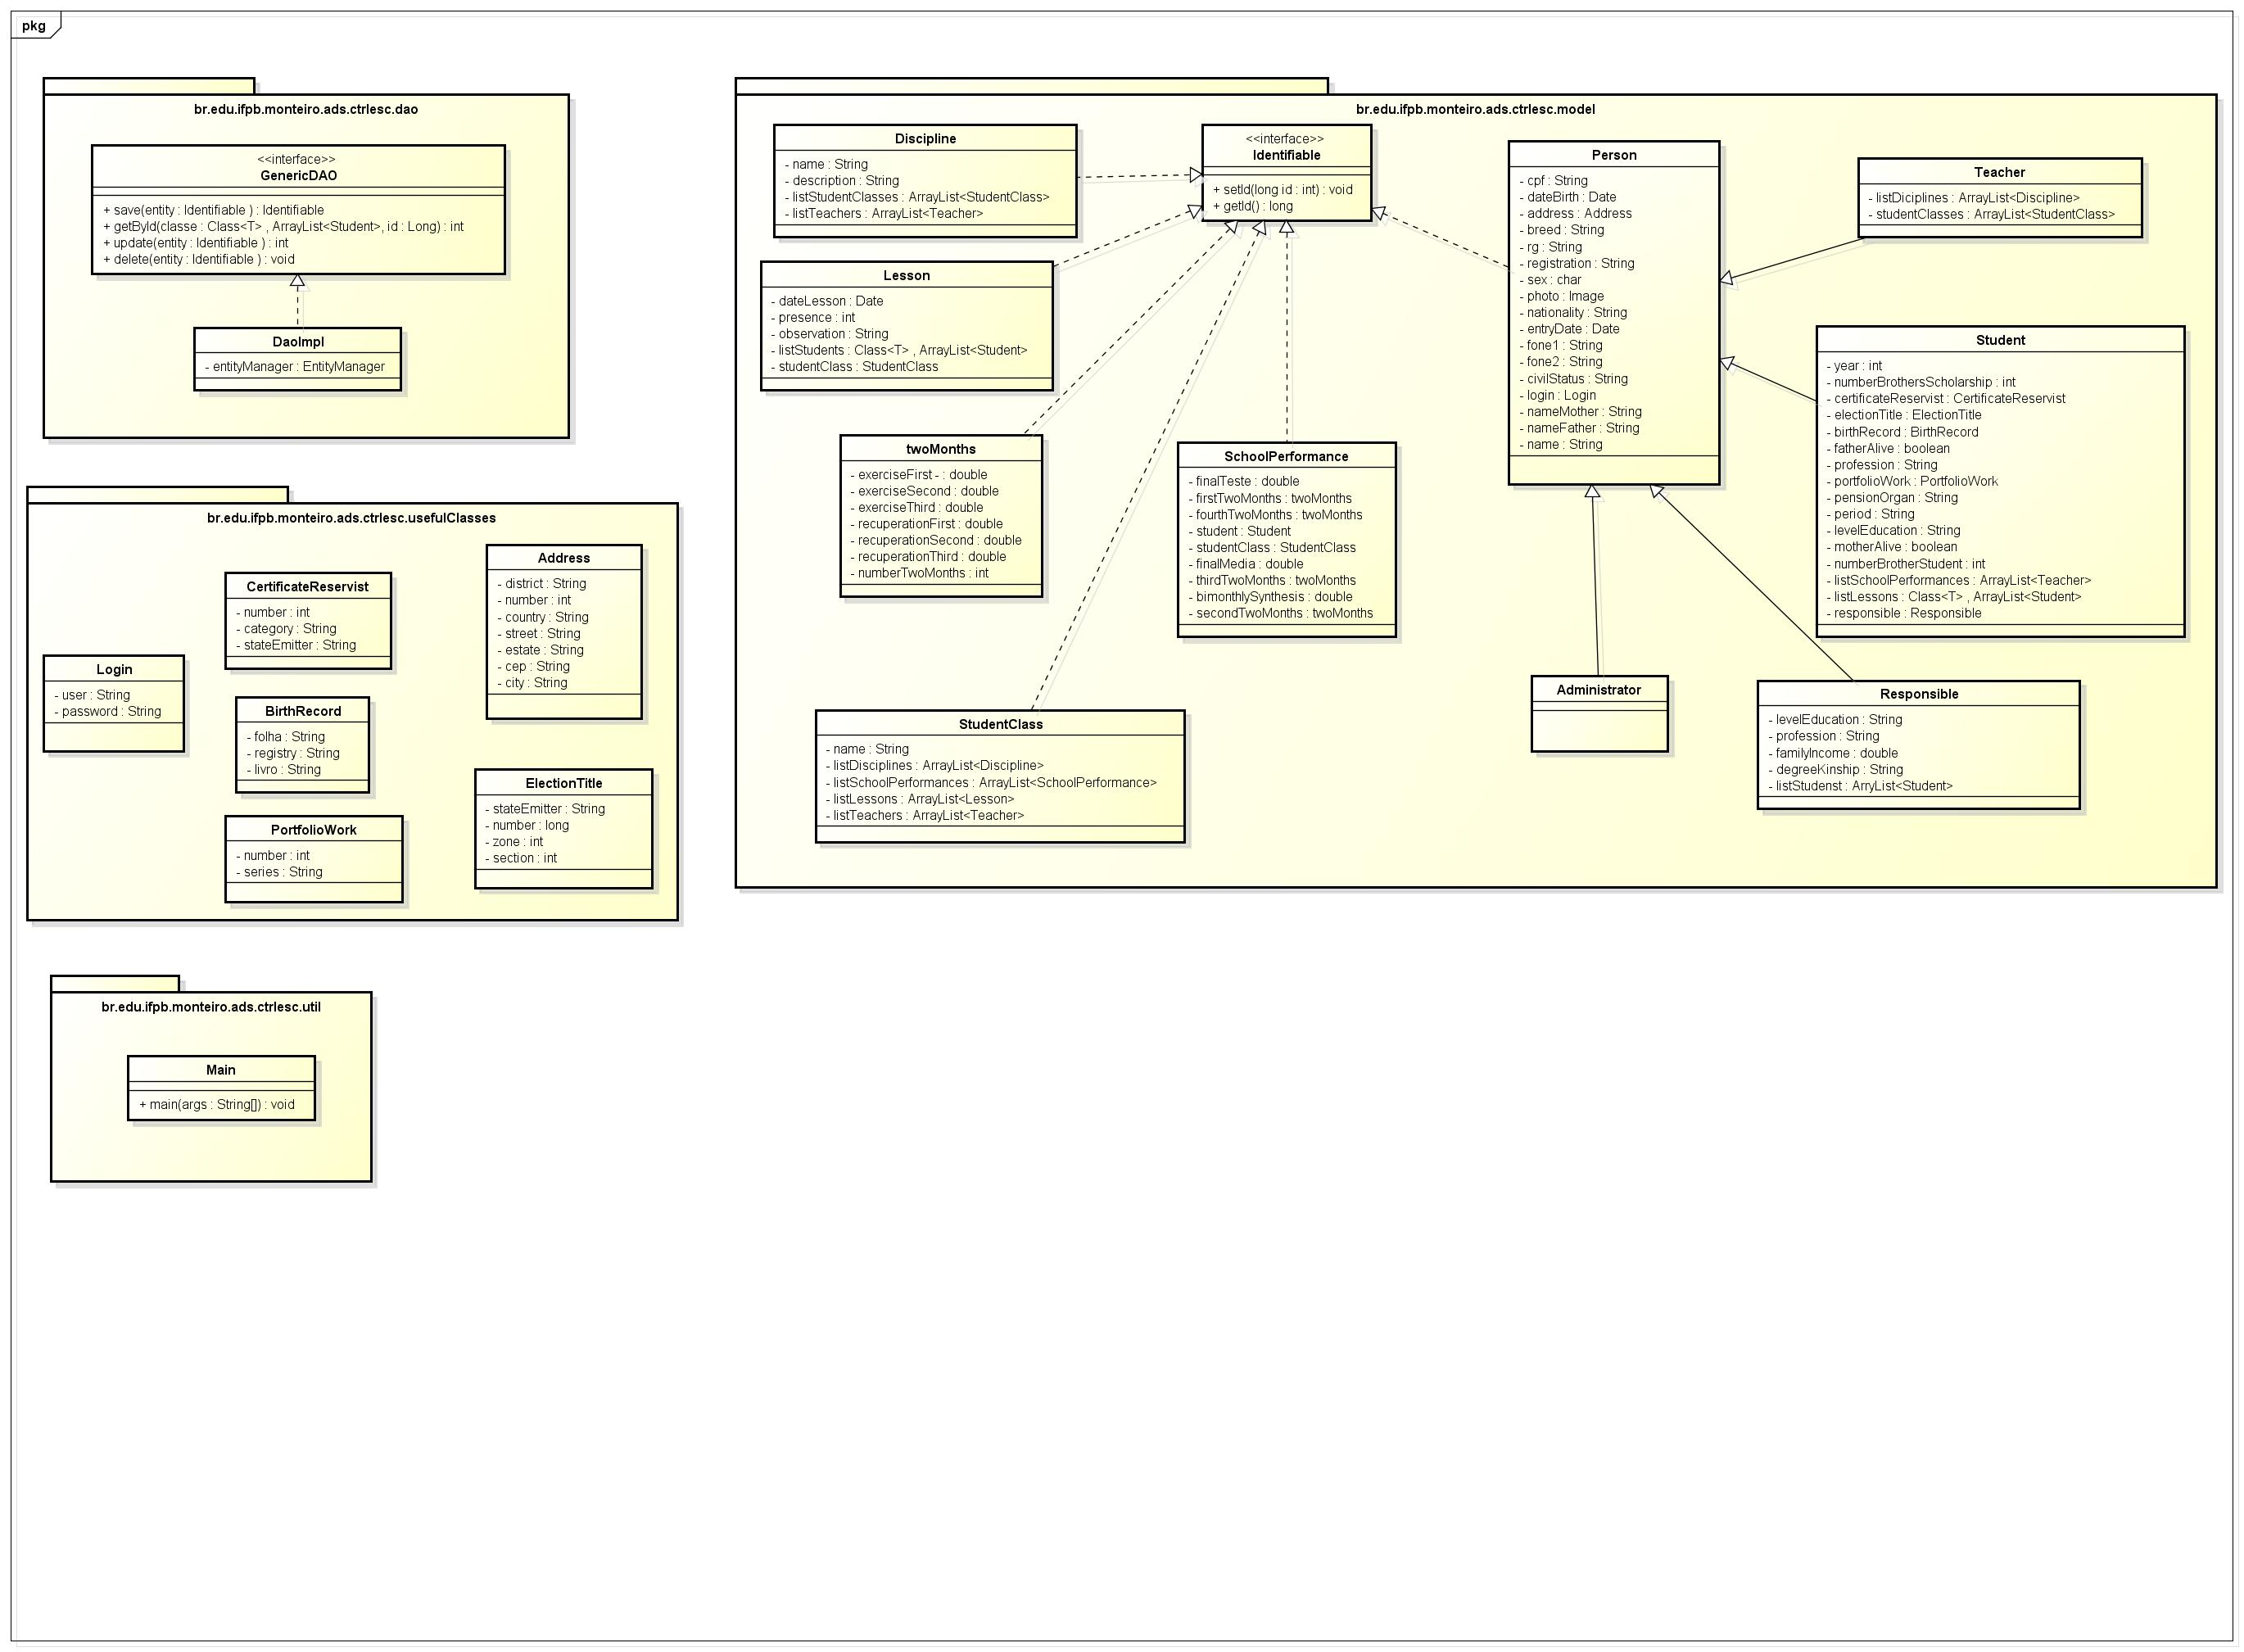 pkg
br.edu.ifpb.monteiro.ads.ctrlesc.dao
<<interface>>
GenericDAO
+ save(entity : Identifiable ) : Identifiable
+ getById(classe : Class<T> , ArrayList<Student>, id : Long) : int
+ update(entity : Identifiable ) : int
+ delete(entity : Identifiable ) : void
DaoImpl
- entityManager : EntityManager
br.edu.ifpb.monteiro.ads.ctrlesc.model
Discipline
- name : String
- description : String
- listStudentClasses : ArrayList<StudentClass>
- listTeachers : ArrayList<Teacher>
<<interface>>
Identifiable
+ setId(long id : int) : void
+ getId() : long
Person
- cpf : String
- dateBirth : Date
- address : Address
- breed : String
- rg : String
- registration : String
- sex : char
- photo : Image
- nationality : String
- entryDate : Date
- fone1 : String
- fone2 : String
- civilStatus : String
- login : Login
- nameMother : String
- nameFather : String
- name : String
Teacher
- listDiciplines : ArrayList<Discipline>
- studentClasses : ArrayList<StudentClass>
Lesson
- dateLesson : Date
- presence : int
- observation : String
- listStudents : Class<T> , ArrayList<Student>
- studentClass : StudentClass
Student
- year : int
- numberBrothersScholarship : int
- certificateReservist : CertificateReservist
- electionTitle : ElectionTitle
- birthRecord : BirthRecord
- fatherAlive : boolean
- profession : String
- portfolioWork : PortfolioWork
- pensionOrgan : String
- period : String
- levelEducation : String
- motherAlive : boolean
- numberBrotherStudent : int
- listSchoolPerformances : ArrayList<Teacher>
- listLessons : Class<T> , ArrayList<Student>
- responsible : Responsible
twoMonths
- exerciseFirst - : double
- exerciseSecond : double
- exerciseThird : double
- recuperationFirst : double
- recuperationSecond : double
- recuperationThird : double
- numberTwoMonths : int
SchoolPerformance
- finalTeste : double
- firstTwoMonths : twoMonths
- fourthTwoMonths : twoMonths
- student : Student
- studentClass : StudentClass
- finalMedia : double
- thirdTwoMonths : twoMonths
- bimonthlySynthesis : double
- secondTwoMonths : twoMonths
StudentClass
- name : String
- listDisciplines : ArrayList<Discipline>
- listSchoolPerformances : ArrayList<SchoolPerformance>
- listLessons : ArrayList<Lesson>
- listTeachers : ArrayList<Teacher>
Administrator
Responsible
- levelEducation : String
- profession : String
- familyIncome : double
- degreeKinship : String
- listStudenst : ArryList<Student>
br.edu.ifpb.monteiro.ads.ctrlesc.usefulClasses
CertificateReservist
- number : int
- category : String
- stateEmitter : String
Address
- district : String
- number : int
- country : String
- street : String
- estate : String
- cep : String
- city : String
Login
- user : String
- password : String
BirthRecord
- folha : String
- registry : String
- livro : String
ElectionTitle
- stateEmitter : String
- number : long
- zone : int
- section : int
PortfolioWork
- number : int
- series : String
br.edu.ifpb.monteiro.ads.ctrlesc.util
Main
+ main(args : String[]) : void